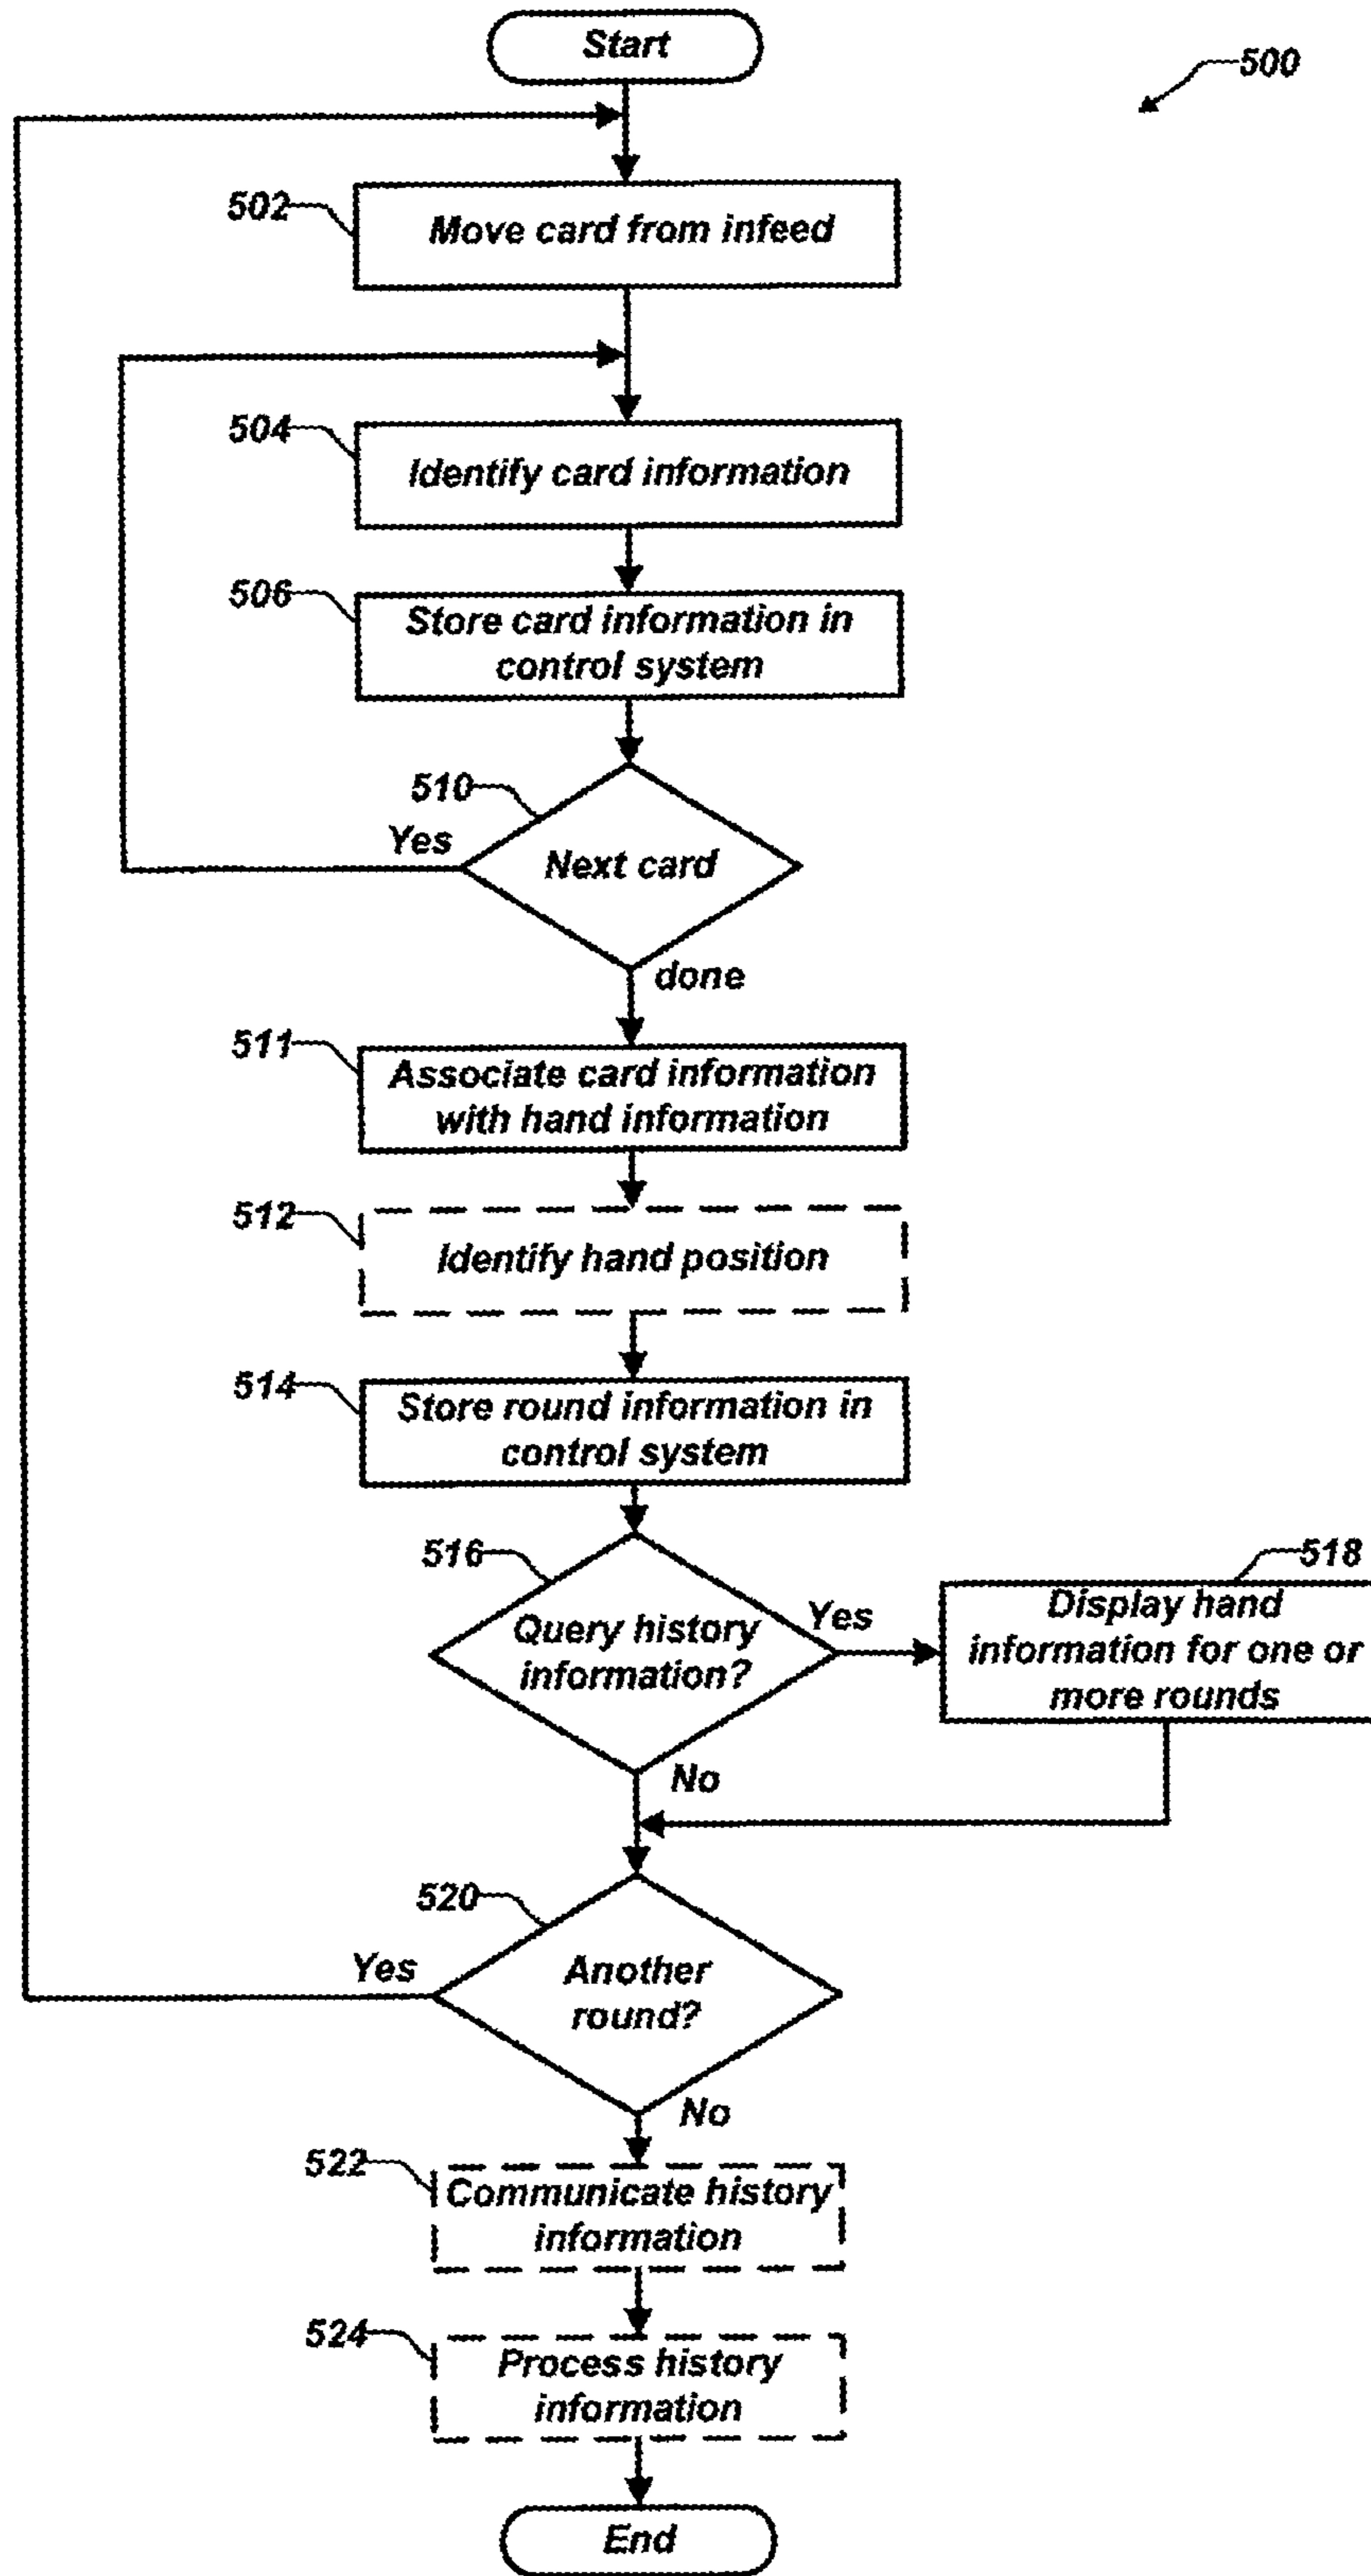 Start
500
502
Move card from infeed
504
Identify card information
506
Store card information in
control system
510
Yes
Next card
done
511
Associate card information
with hand information
512
Identify hand position
514
Store round information in
control system
516
518
Query history
information?
Yes
Display hand
information for one or
more rounds
No
520
Yes
Another
round?
No
522
Communicate history
information
524
Process history
information
End